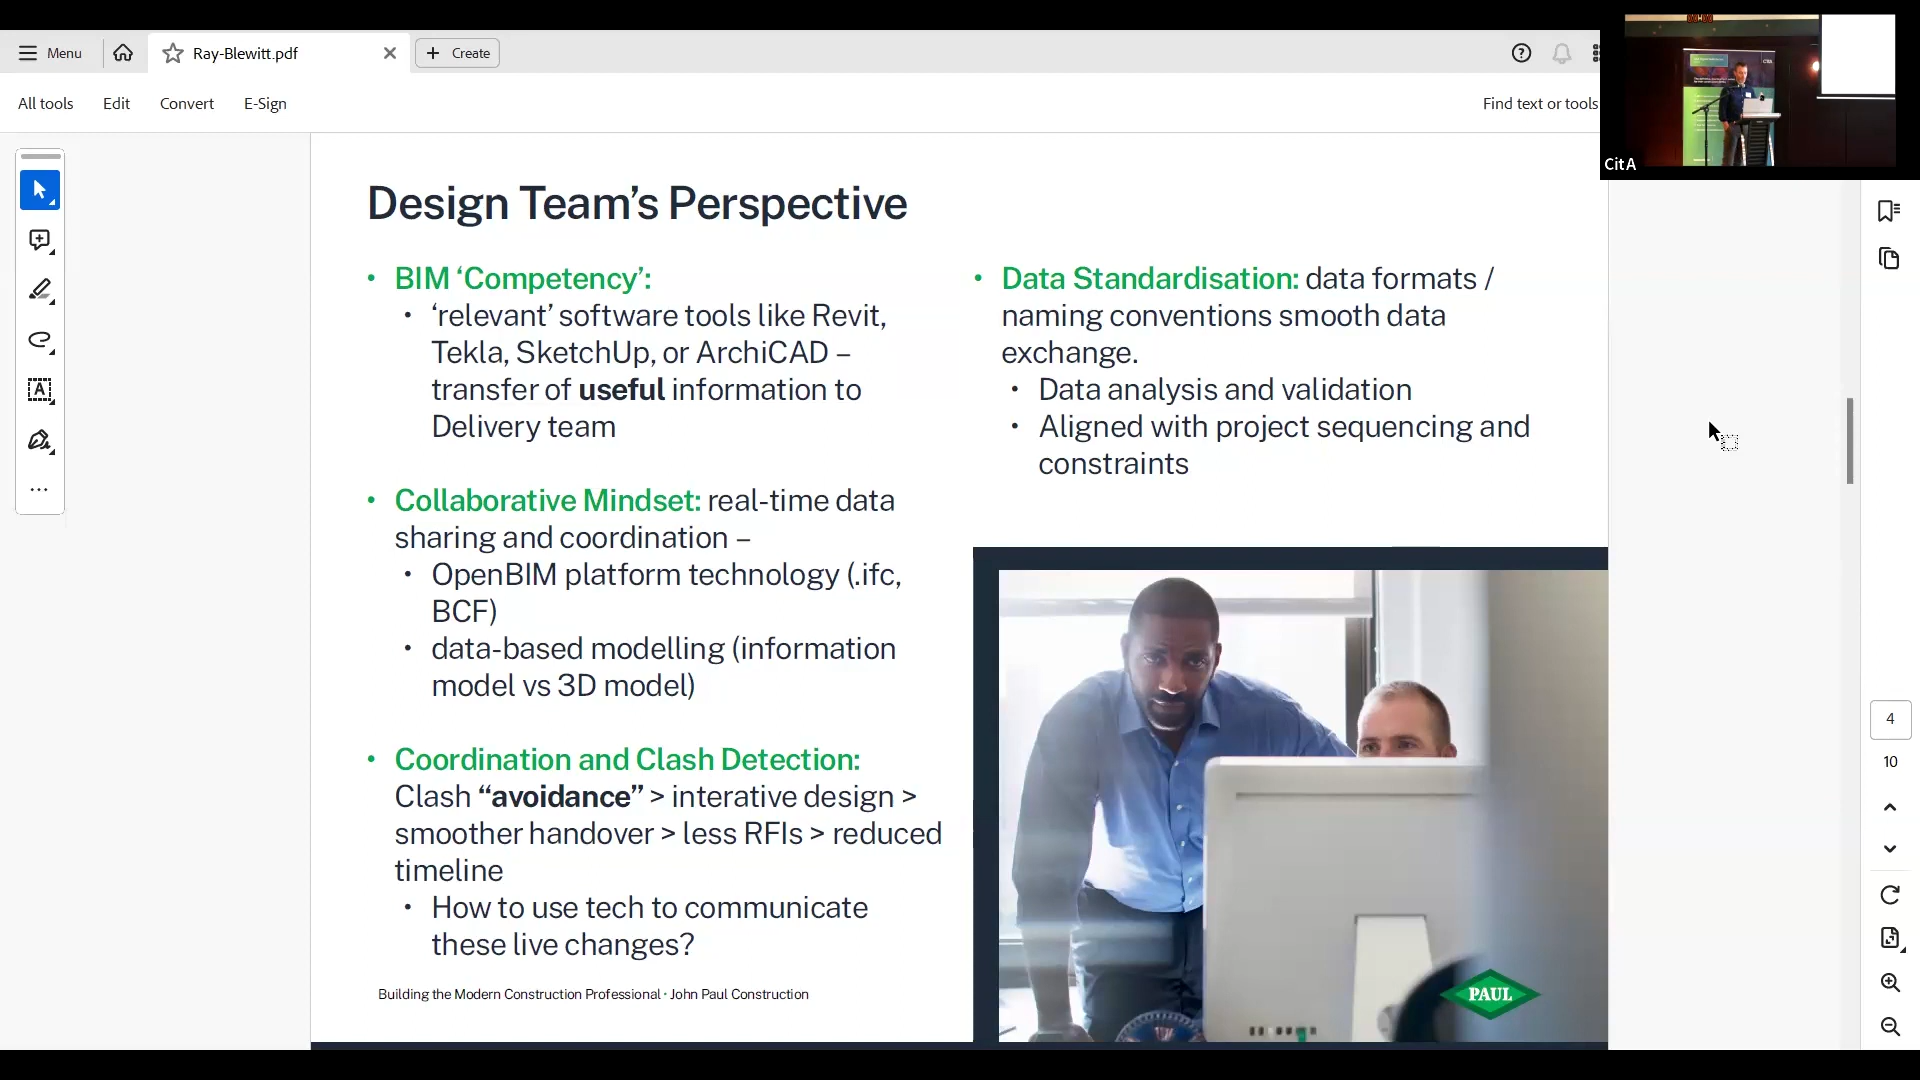 Menu
Ray-Blewitt.pdf
Create
All tools
Edit
Convert
E-Sign
Find text or tools
CitA
Design Team’s Perspective
• BIM ‘Competency’:
• ‘relevant’ software tools like Revit,
Tekla, SketchUp, or ArchiCAD –
transfer of useful information to
Delivery team
• Collaborative Mindset: real-time data
sharing and coordination –
• OpenBIM platform technology (.ifc,
BCF)
• data-based modelling (information
model vs 3D model)
• Coordination and Clash Detection:
Clash “avoidance” > interative design >
smoother handover > less RFIs > reduced
timeline
• How to use tech to communicate
these live changes?
• Data Standardisation: data formats /
naming conventions smooth data
exchange.
• Data analysis and validation
• Aligned with project sequencing and
constraints
PAUL
Building the Modern Construction Professional · John Paul Construction
4
10